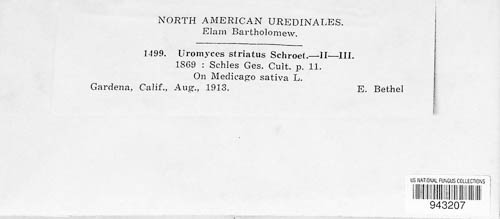 NORTH AMERICAN UREDINALES.
Elam Bartholomew.
1499. Uromyces striatus Schroet.—II—III.
1869 : Schles Ges. Cult. p. 11.
On Medicago sativa L.
Gardena, Calif., Aug., 1913. E. Bethel
US NATIONAL FUNGUS COLLECTIONS
943207